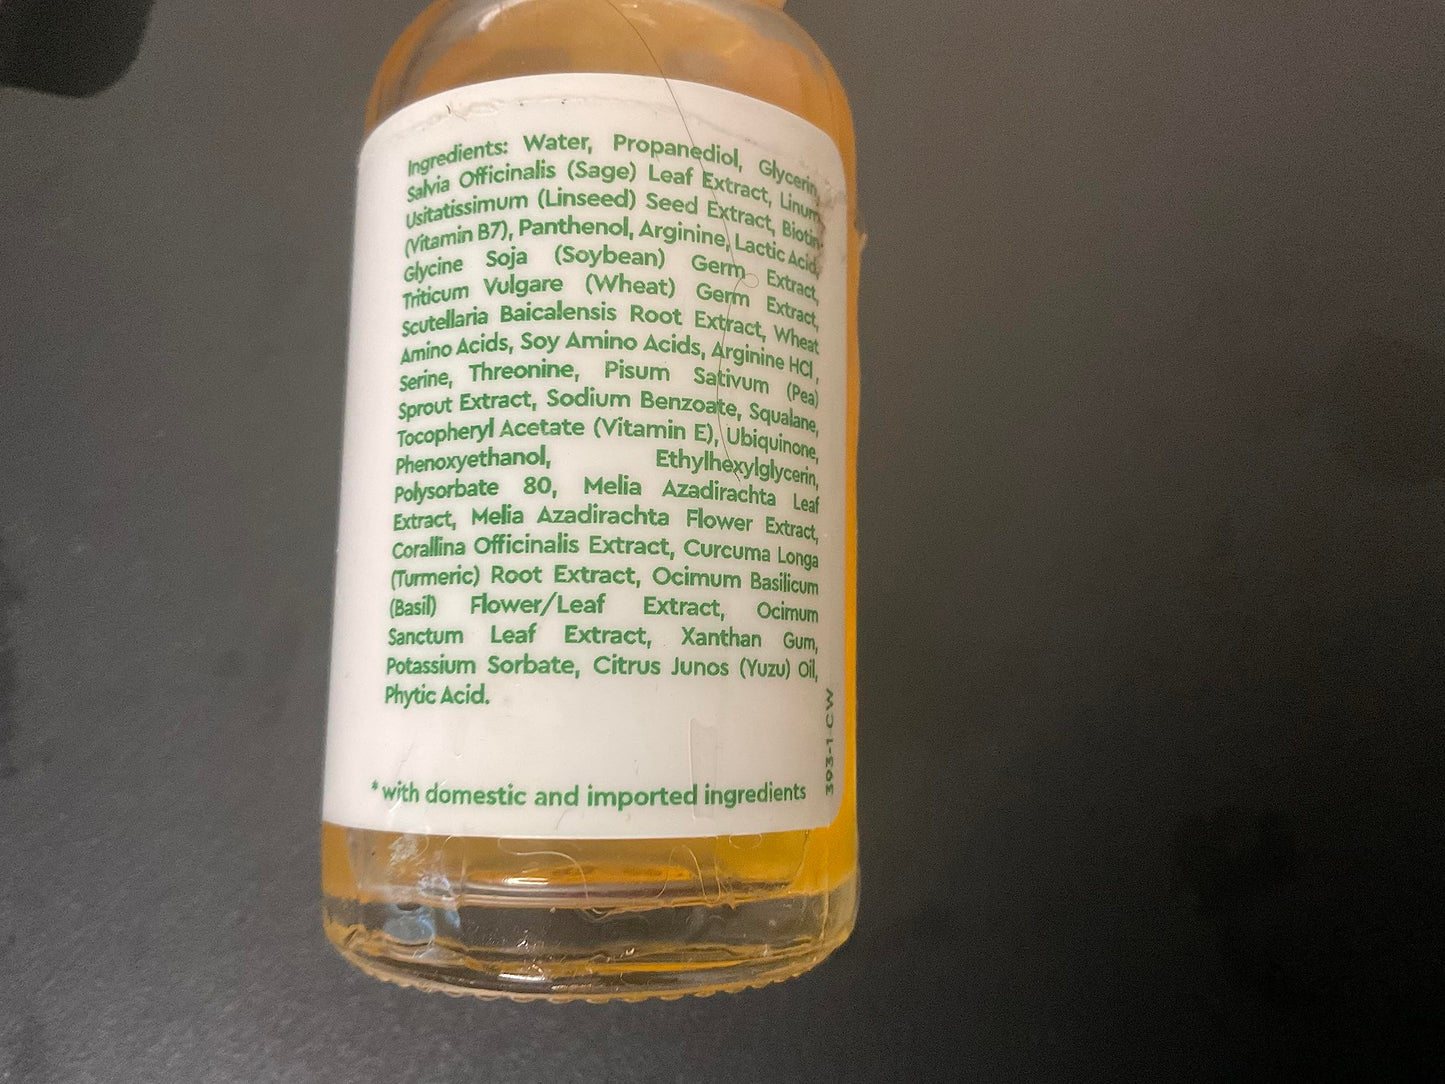 Ingredients: Water, Propanediol, Glycerin,
Salvia Officinalis (Sage) Leaf Extract, Linum
Usitatissimum (Linseed) Seed Extract, Biotin
(Vitamin B7), Panthenol, Arginine, Lactic Acid,
Glycine Soja (Soybean) Germ Extract,
Triticum Vulgare (Wheat) Germ Extract,
Scutellaria Baicalensis Root Extract, Wheat
Amino Acids, Soy Amino Acids, Arginine HCl,
Serine, Threonine, Pisum Sativum (Pea)
Sprout Extract, Sodium Benzoate, Squalane,
Tocopheryl Acetate (Vitamin E), Ubiquinone,
Phenoxyethanol, Ethylhexylglycerin,
Polysorbate 80, Melia Azadirachta Leaf
Extract, Melia Azadirachta Flower Extract,
Corallina Officinalis Extract, Curcuma Longa
(Turmeric) Root Extract, Ocimum Basilicum
(Basil) Flower/Leaf Extract, Ocimum
Sanctum Leaf Extract, Xanthan Gum,
Potassium Sorbate, Citrus Junos (Yuzu) Oil,
Phytic Acid.
*with domestic and imported ingredients
393-1 CW